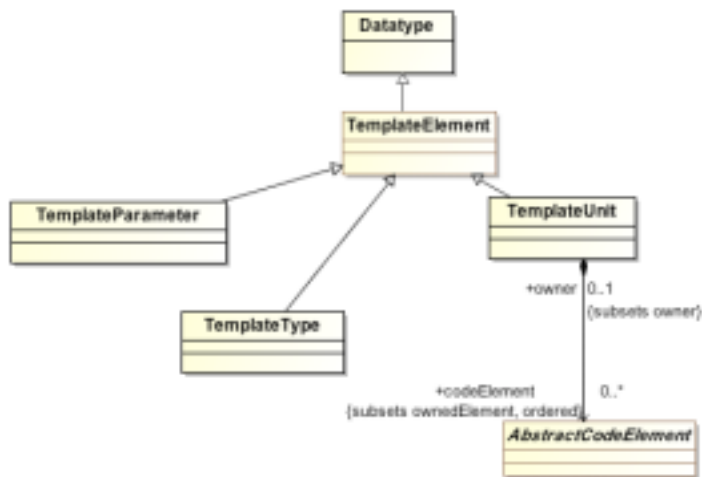 Datatype
TemplateElement
TemplateParameter
TemplateUnit
+owner 0..1
{subsets owner}
TemplateType
+codeElement 0..*
{subsets ownedElement, ordered}
AbstractCodeElement